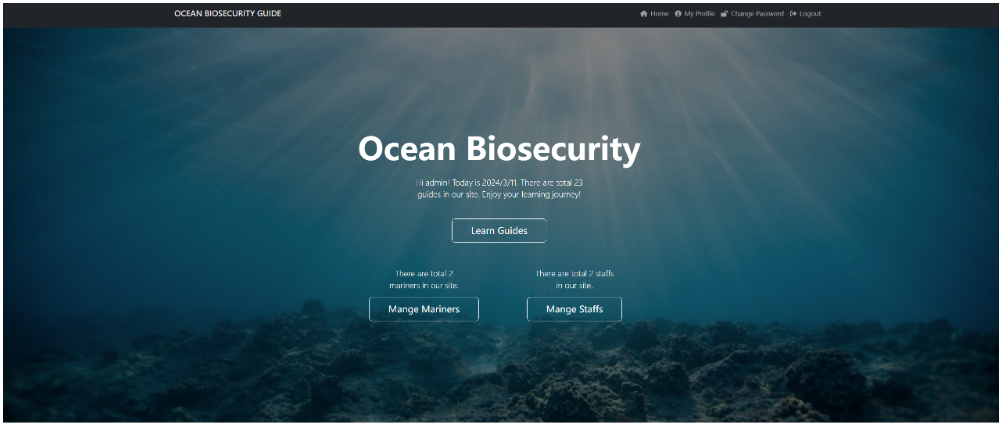 OCEAN BIOSECURITY GUIDE
Home My Profile Change Password Logout
Ocean Biosecurity
Hi admin! Today is 2024/3/11. There are total 23
guides in our site. Enjoy your learning journey!
Learn Guides
There are total 2
mariners in our site.
Mange Mariners
There are total 2 staffs
in our site.
Mange Staffs